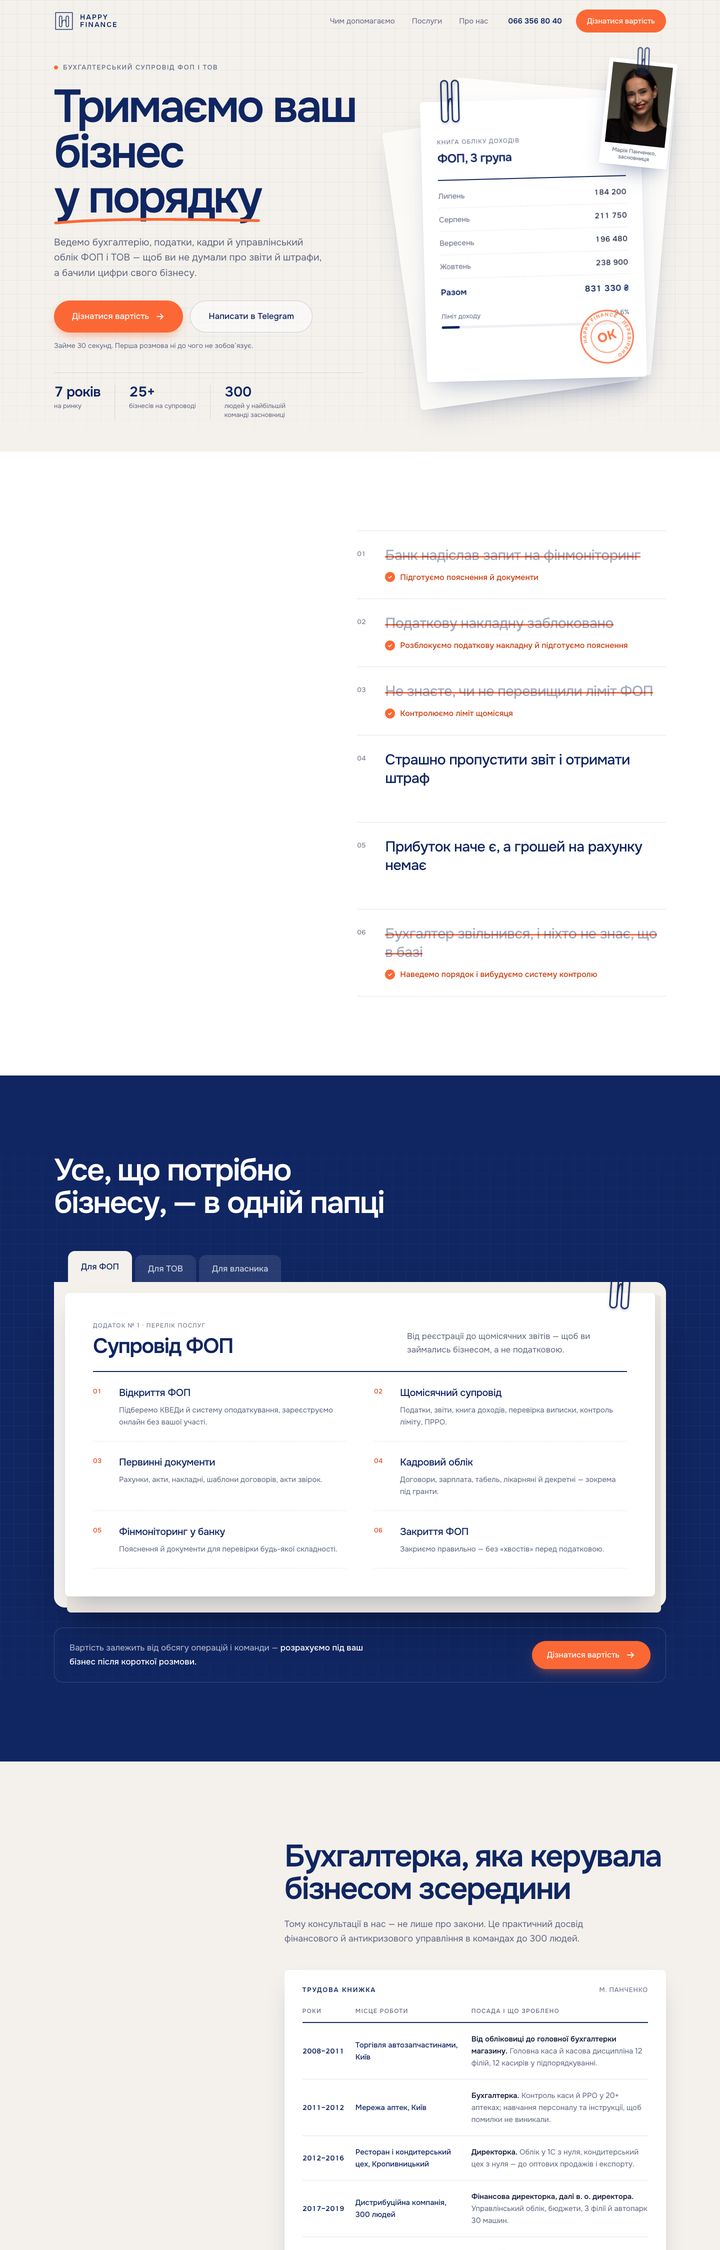 HAPPY
FINANCE
Чим допомагаємо
Послуги
Про нас
066 356 80 40
Дізнатися вартість
БУХГАЛТЕРСЬКИЙ СУПРОВІД ФОП І ТОВ
Тримаємо ваш
бізнес
у порядку
Ведемо бухгалтерію, податки, кадри й управлінський
облік ФОП і ТОВ — щоб ви не думали про звіти й штрафи,
а бачили цифри свого бізнесу.
Дізнатися вартість →
Написати в Telegram
Займе 30 секунд. Перша розмова ні до чого не зобов'язує.
7 років
на ринку
25+
бізнесів на супроводі
300
людей у найбільшій
команді засновниці
КНИГА ОБЛІКУ ДОХОДІВ
ФОП, 3 група
Липень 184 200
Серпень 211 750
Вересень 196 480
Жовтень 238 900
Разом 831 330 ₴
Ліміт доходу
HAPPY FINANCE · ПЕРЕВІРЕНО
ОК
Марія Панченко,
засновниця
01 Банк надіслав запит на фінмоніторинг
Підготуємо пояснення й документи
02 Податкову накладну заблоковано
Розблокуємо податкову накладну й підготуємо пояснення
03 Не знаєте, чи не перевищили ліміт ФОП
Контролюємо ліміт щомісяця
04 Страшно пропустити звіт і отримати
штраф
05 Прибуток наче є, а грошей на рахунку
немає
06 Бухгалтер звільнився, і ніхто не знає, що
в базі
Наведемо порядок і вибудуємо систему контролю
Усе, що потрібно
бізнесу, — в одній папці
Для ФОП
Для ТОВ
Для власника
ДОДАТОК № 1 · ПЕРЕЛІК ПОСЛУГ
Супровід ФОП
Від реєстрації до щомісячних звітів — щоб ви
займались бізнесом, а не податковою.
01 Відкриття ФОП
Підберемо КВЕДи й систему оподаткування, зареєструємо
онлайн без вашої участі.
02 Щомісячний супровід
Податки, звіти, книга доходів, перевірка виписки, контроль
ліміту, ПРРО.
03 Первинні документи
Рахунки, акти, накладні, шаблони договорів, акти звірок.
04 Кадровий облік
Договори, зарплата, табель, лікарняні й декретні — зокрема
під гранти.
05 Фінмоніторинг у банку
Пояснення й документи для перевірки будь-якої складності.
06 Закриття ФОП
Закриємо правильно — без «хвостів» перед податковою.
Вартість залежить від обсягу операцій і команди — розрахуємо під ваш
бізнес після короткої розмови.
Дізнатися вартість →
Бухгалтерка, яка керувала
бізнесом зсередини
Тому консультації в нас — не лише про закони. Це практичний досвід
фінансового й антикризового управління в командах до 300 людей.
ТРУДОВА КНИЖКА
М. ПАНЧЕНКО
РОКИ МІСЦЕ РОБОТИ ПОСАДА І ЩО ЗРОБЛЕНО
2008–2011
Торгівля автозапчастинами,
Київ
Від обліковиці до головної бухгалтерки
магазину. Головна каса й касова дисципліна 12
філій, 12 касирів у підпорядкуванні.
2011–2012
Мережа аптек, Київ
Бухгалтерка. Контроль каси й РРО у 20+
аптеках; навчання персоналу та інструкції, щоб
помилки не виникали.
2012–2016
Ресторан і кондитерський
цех, Кропивницький
Директорка. Облік у 1С з нуля, кондитерський
цех з нуля — до оптових продажів і експорту.
2017–2019
Дистрибуційна компанія,
300 людей
Фінансова директорка, далі в. о. директора.
Управлінський облік, бюджети, 3 філії й автопарк
30 машин.